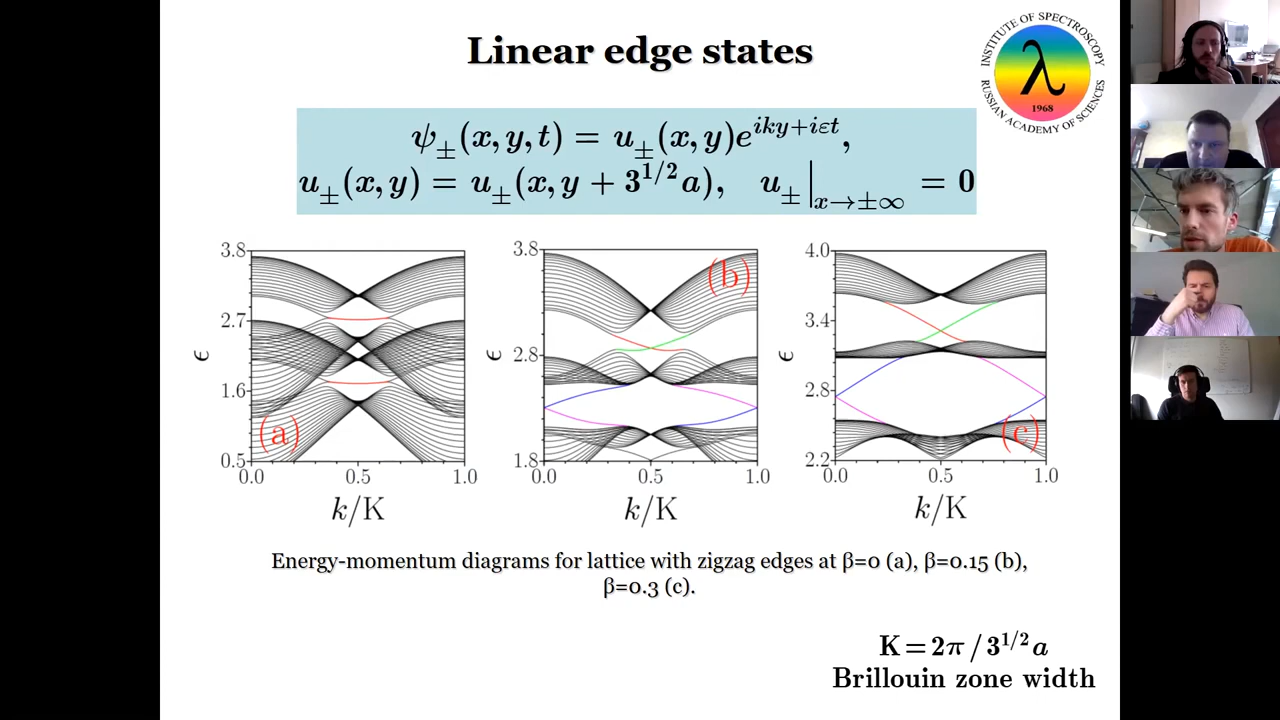 Linear edge states
INSTITUTE OF SPECTROSCOPY
RUSSIAN ACADEMY OF SCIENCES
λ
1968
ψ±(x,y,t) = u±(x,y)e^{iky+iεt},
u±(x,y) = u±(x,y + 3^{1/2}a), u±|_{x→±∞} = 0
3.8
2.7
1.6
0.5
ϵ
(a)
0.0 0.5 1.0
k/K
3.8
2.8
1.8
ϵ
(b)
0.0 0.5 1.0
k/K
4.0
3.4
2.8
2.2
ϵ
(c)
0.0 0.5 1.0
k/K
Energy-momentum diagrams for lattice with zigzag edges at β=0 (a), β=0.15 (b),
β=0.3 (c).
K = 2π / 3^{1/2} a
Brillouin zone width